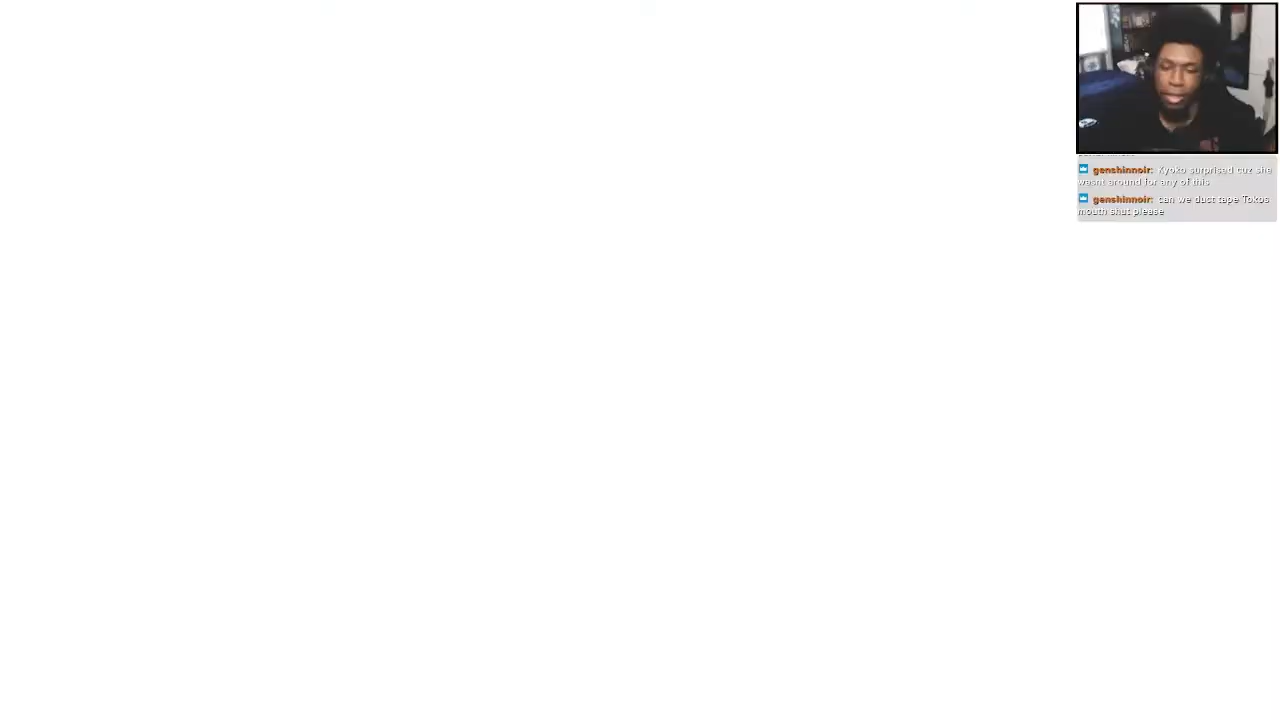 genshinnoir: Kyoko surprised cuz she
wasnt around for any of this
genshinnoir: can we duct tape Tokos
mouth shut please